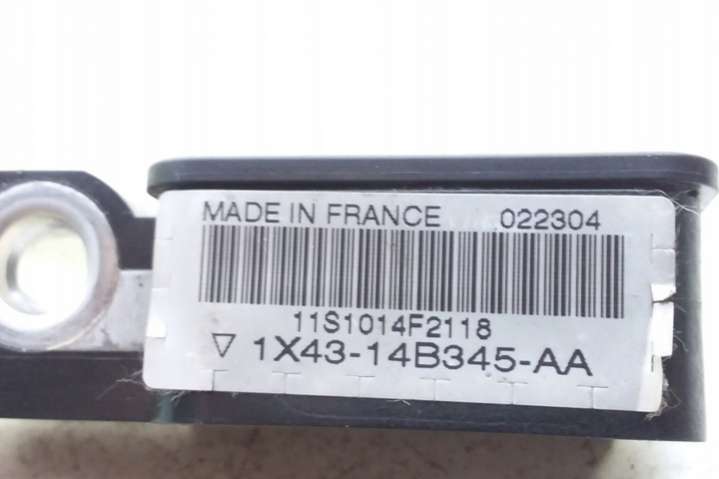 MADE IN FRANCE 022304
11S1014F2118
▽ 1X43-14B345-AA